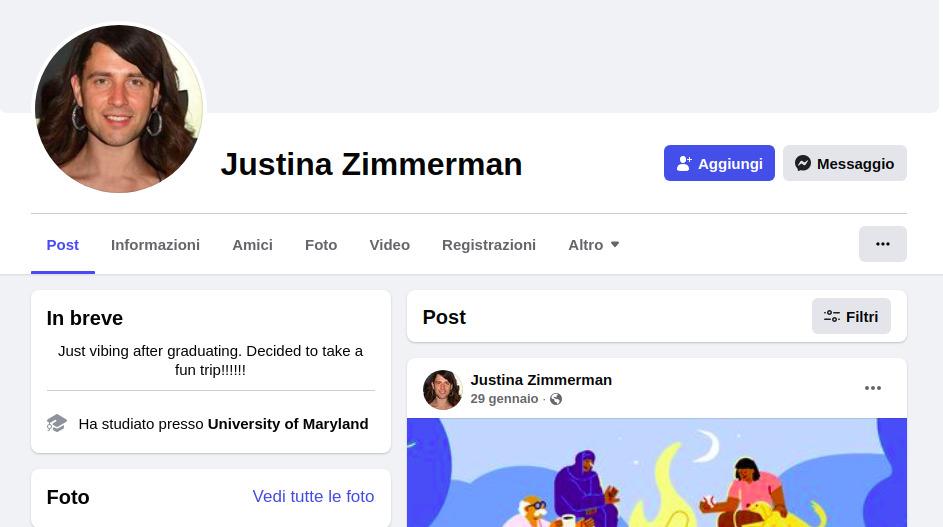 Justina Zimmerman
Aggiungi
Messaggio
Post
Informazioni
Amici
Foto
Video
Registrazioni
Altro
In breve
Just vibing after graduating. Decided to take a
fun trip!!!!!!
Ha studiato presso University of Maryland
Foto
Vedi tutte le foto
Post
Filtri
Justina Zimmerman
29 gennaio ·